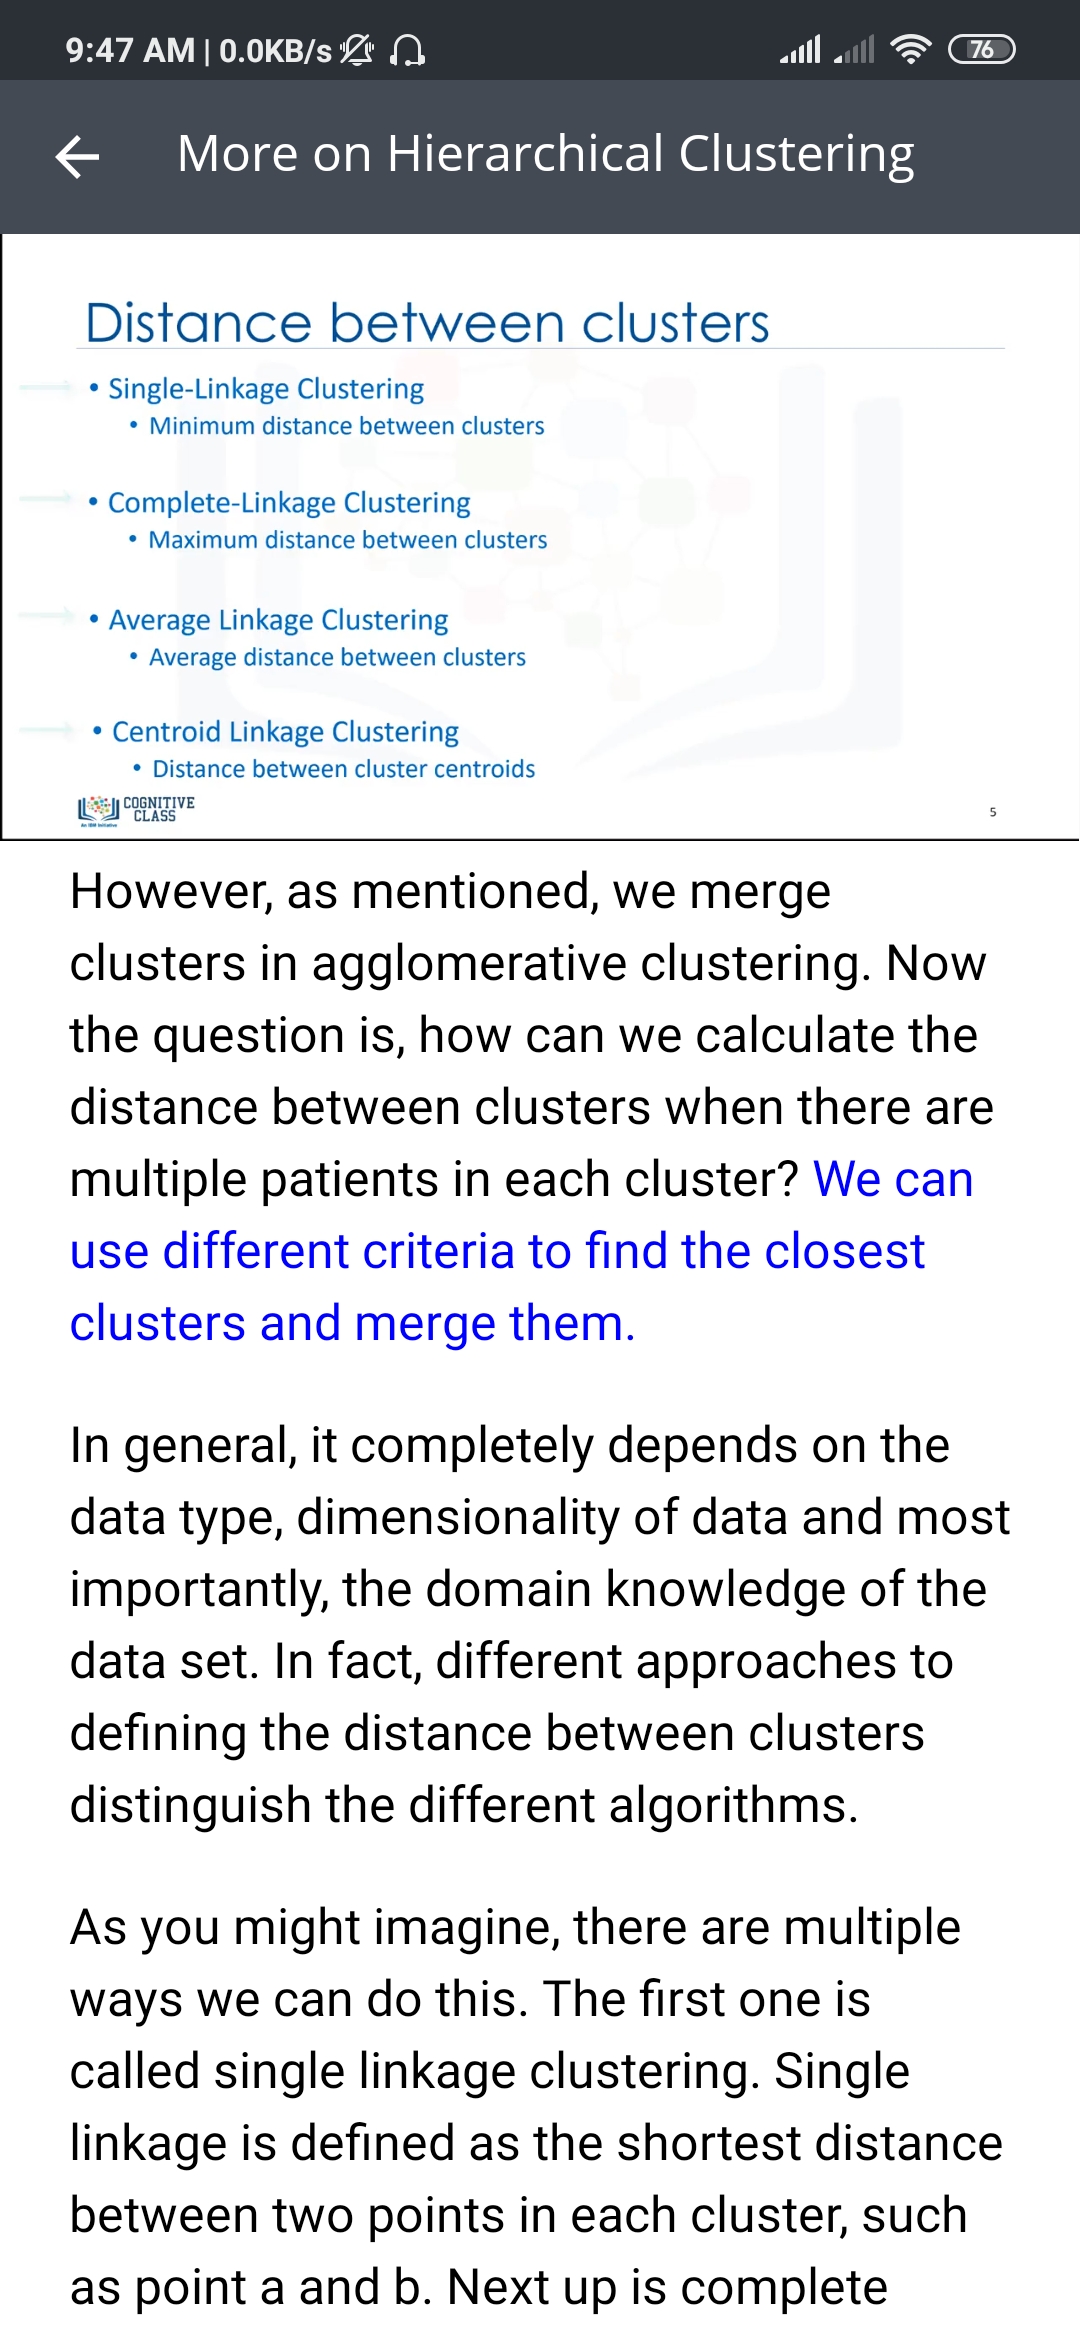 9:47 AM | 0.0KB/s
76
More on Hierarchical Clustering
Distance between clusters
• Single-Linkage Clustering
• Minimum distance between clusters
• Complete-Linkage Clustering
• Maximum distance between clusters
• Average Linkage Clustering
• Average distance between clusters
• Centroid Linkage Clustering
• Distance between cluster centroids
COGNITIVE
CLASS
An IBM Initiative
5
However, as mentioned, we merge
clusters in agglomerative clustering. Now
the question is, how can we calculate the
distance between clusters when there are
multiple patients in each cluster? We can
use different criteria to find the closest
clusters and merge them.
In general, it completely depends on the
data type, dimensionality of data and most
importantly, the domain knowledge of the
data set. In fact, different approaches to
defining the distance between clusters
distinguish the different algorithms.
As you might imagine, there are multiple
ways we can do this. The first one is
called single linkage clustering. Single
linkage is defined as the shortest distance
between two points in each cluster, such
as point a and b. Next up is complete